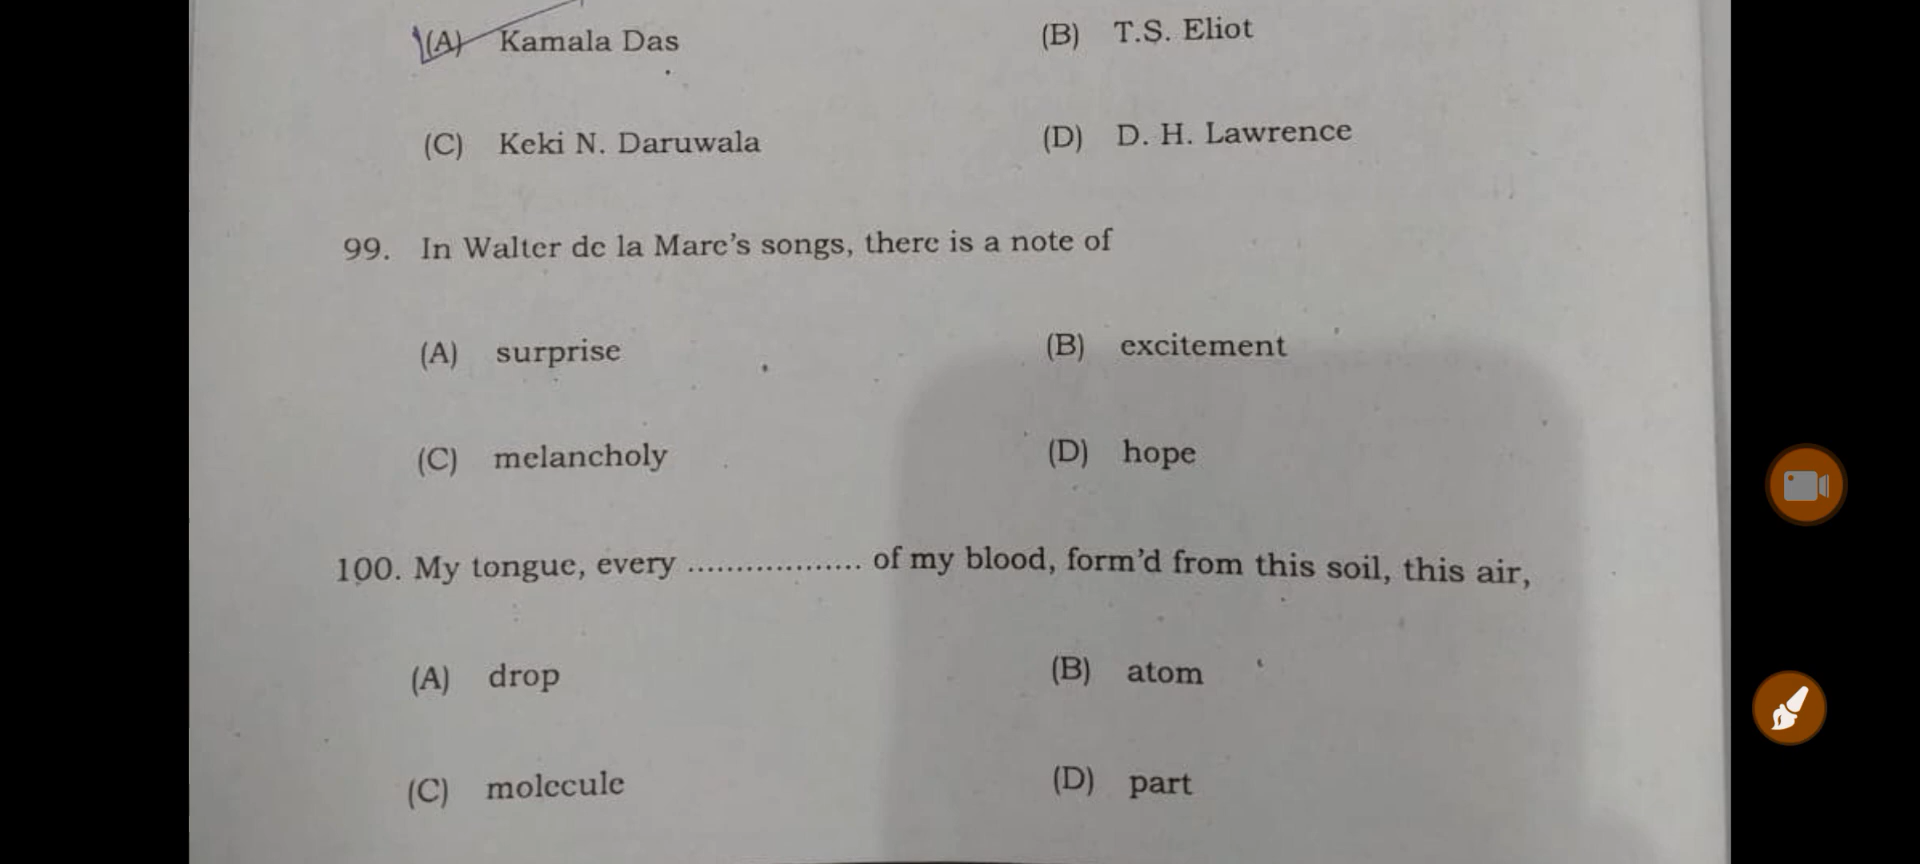 (A) Kamala Das (B) T.S. Eliot
(C) Keki N. Daruwala (D) D. H. Lawrence
99. In Walter de la Mare's songs, there is a note of
(A) surprise (B) excitement
(C) melancholy (D) hope
100. My tongue, every .................. of my blood, form'd from this soil, this air,
(A) drop (B) atom
(C) molecule (D) part